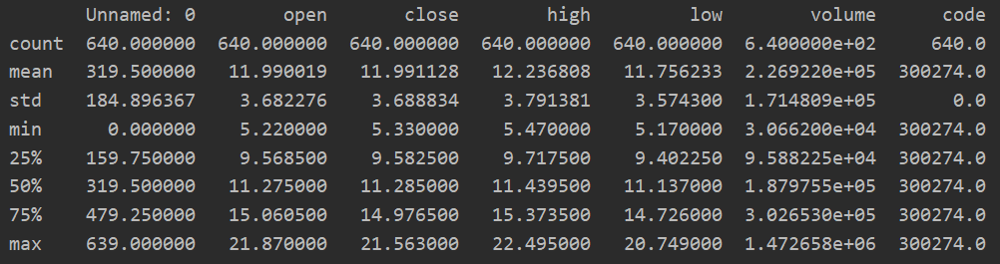 Unnamed: 0 open close high low volume code
count 640.000000 640.000000 640.000000 640.000000 640.000000 6.400000e+02 640.0
mean 319.500000 11.990019 11.991128 12.236808 11.756233 2.269220e+05 300274.0
std 184.896367 3.682276 3.688834 3.791381 3.574300 1.714809e+05 0.0
min 0.000000 5.220000 5.330000 5.470000 5.170000 3.066200e+04 300274.0
25% 159.750000 9.568500 9.582500 9.717500 9.402250 9.588225e+04 300274.0
50% 319.500000 11.275000 11.285000 11.439500 11.137000 1.879755e+05 300274.0
75% 479.250000 15.060500 14.976500 15.373500 14.726000 3.026530e+05 300274.0
max 639.000000 21.870000 21.563000 22.495000 20.749000 1.472658e+06 300274.0